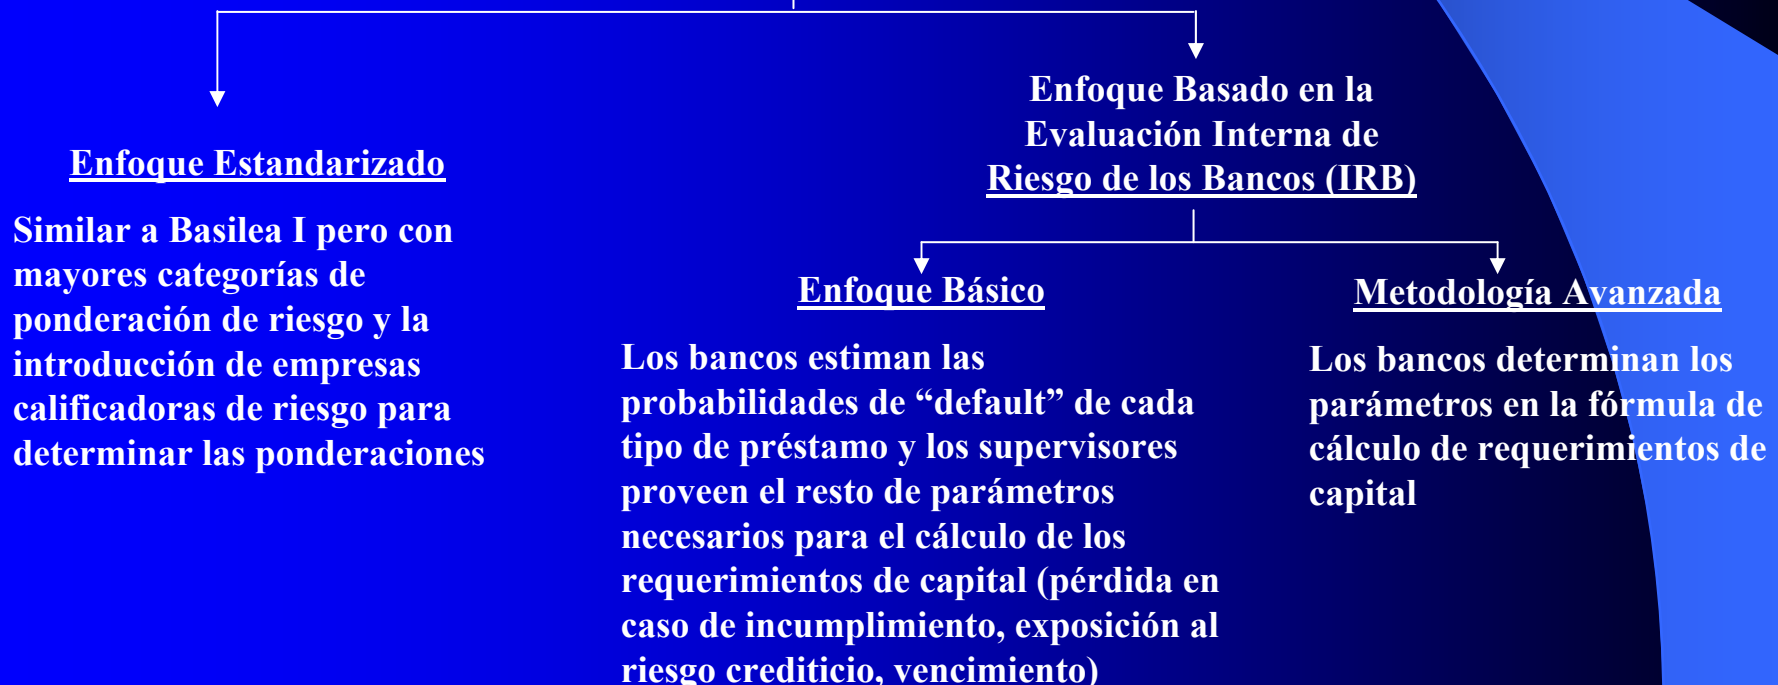 Enfoque Estandarizado
Similar a Basilea I pero con
mayores categorías de
ponderación de riesgo y la
introducción de empresas
calificadoras de riesgo para
determinar las ponderaciones
Enfoque Basado en la
Evaluación Interna de
Riesgo de los Bancos (IRB)
Enfoque Básico
Los bancos estiman las
probabilidades de “default” de cada
tipo de préstamo y los supervisores
proveen el resto de parámetros
necesarios para el cálculo de los
requerimientos de capital (pérdida en
caso de incumplimiento, exposición al
riesgo crediticio, vencimiento)
Metodología Avanzada
Los bancos determinan los
parámetros en la fórmula de
cálculo de requerimientos de
capital